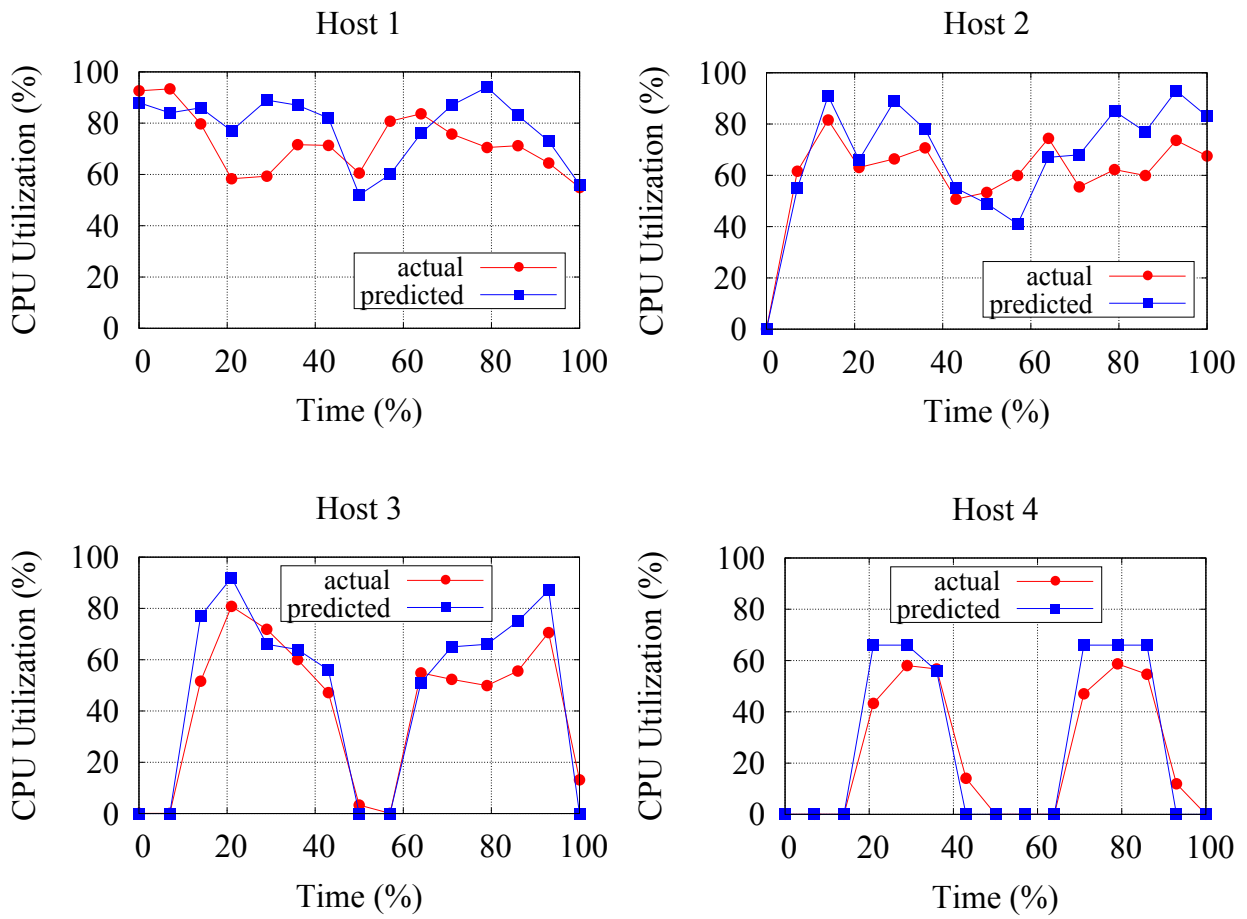 Host 1
CPU Utilization (%)
100
80
60
40
20
0
actual
predicted
0 20 40 60 80 100
Time (%)
Host 2
CPU Utilization (%)
100
80
60
40
20
0
actual
predicted
0 20 40 60 80 100
Time (%)
Host 3
CPU Utilization (%)
100
80
60
40
20
0
actual
predicted
0 20 40 60 80 100
Time (%)
Host 4
CPU Utilization (%)
100
80
60
40
20
0
actual
predicted
0 20 40 60 80 100
Time (%)